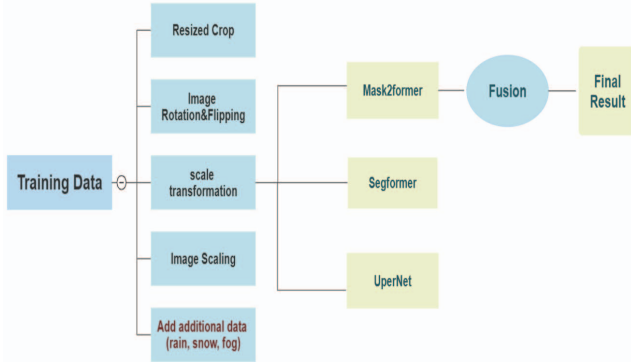 Training Data
Resized Crop
Image
Rotation&Flipping
scale
transformation
Image Scaling
Add additional data
(rain, snow, fog)
Mask2former
Segformer
UperNet
Fusion
Final
Result